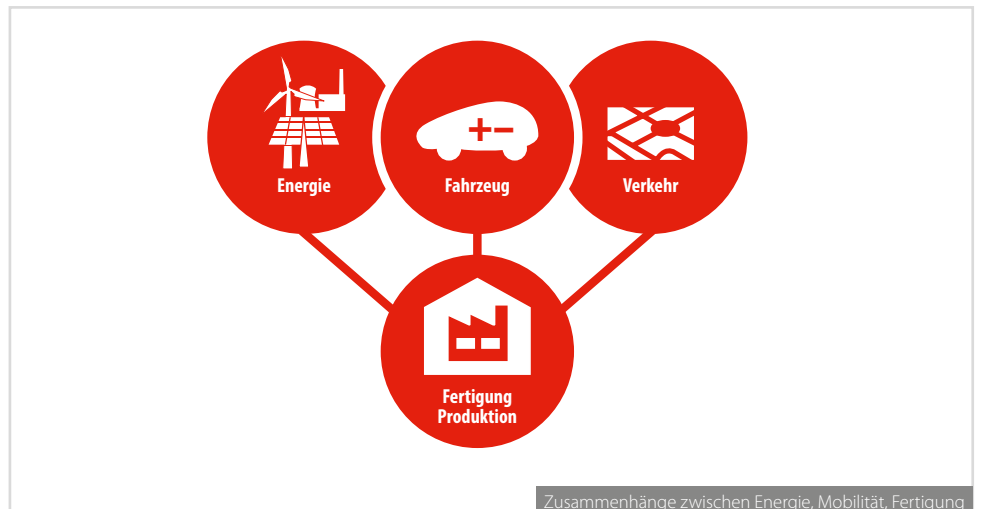 Energie
Fahrzeug
Verkehr
Fertigung
Produktion
Zusammenhänge zwischen Energie, Mobilität, Fertigung